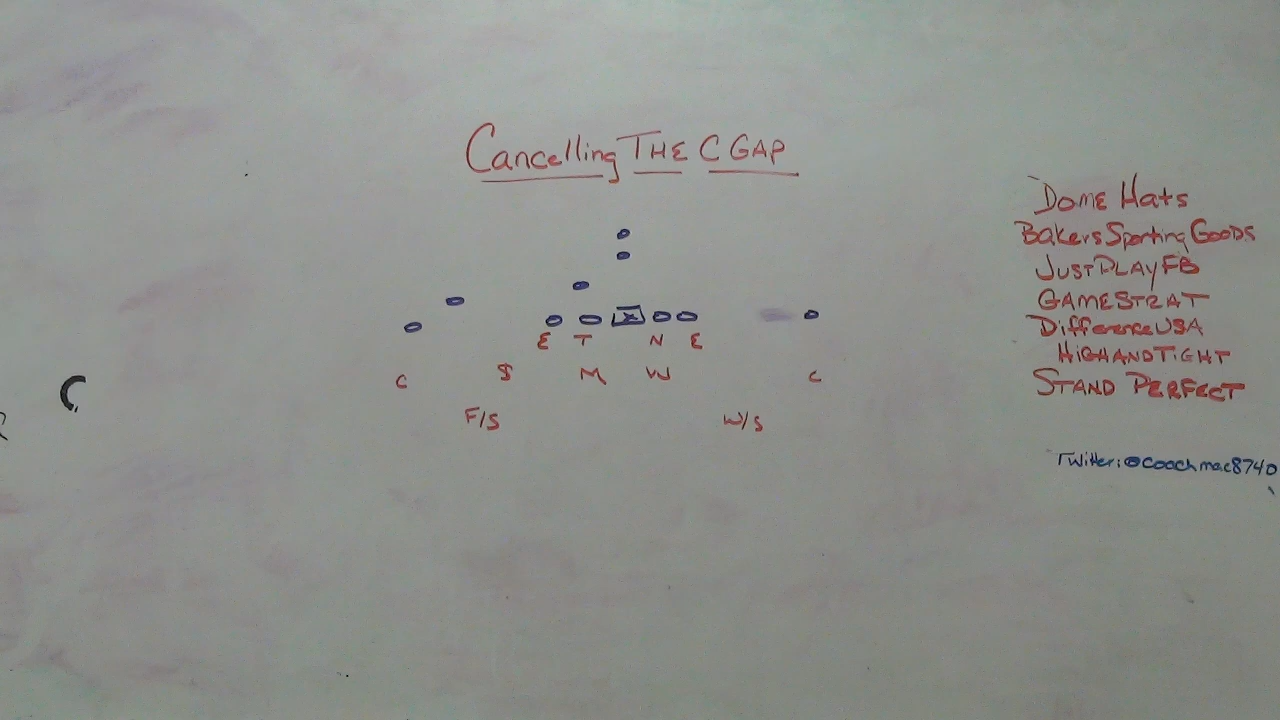 Cancelling THE C GAP
DOME Hats
Bakers Sporting Goods
JUSTPLAYFB
GAMESTRAT
DifferenceUSA
HIGHANDTIGHT
STAND PERFECT
X
E T N E
C $ M W C
F/S W/S
Twitter:@coachmac8740